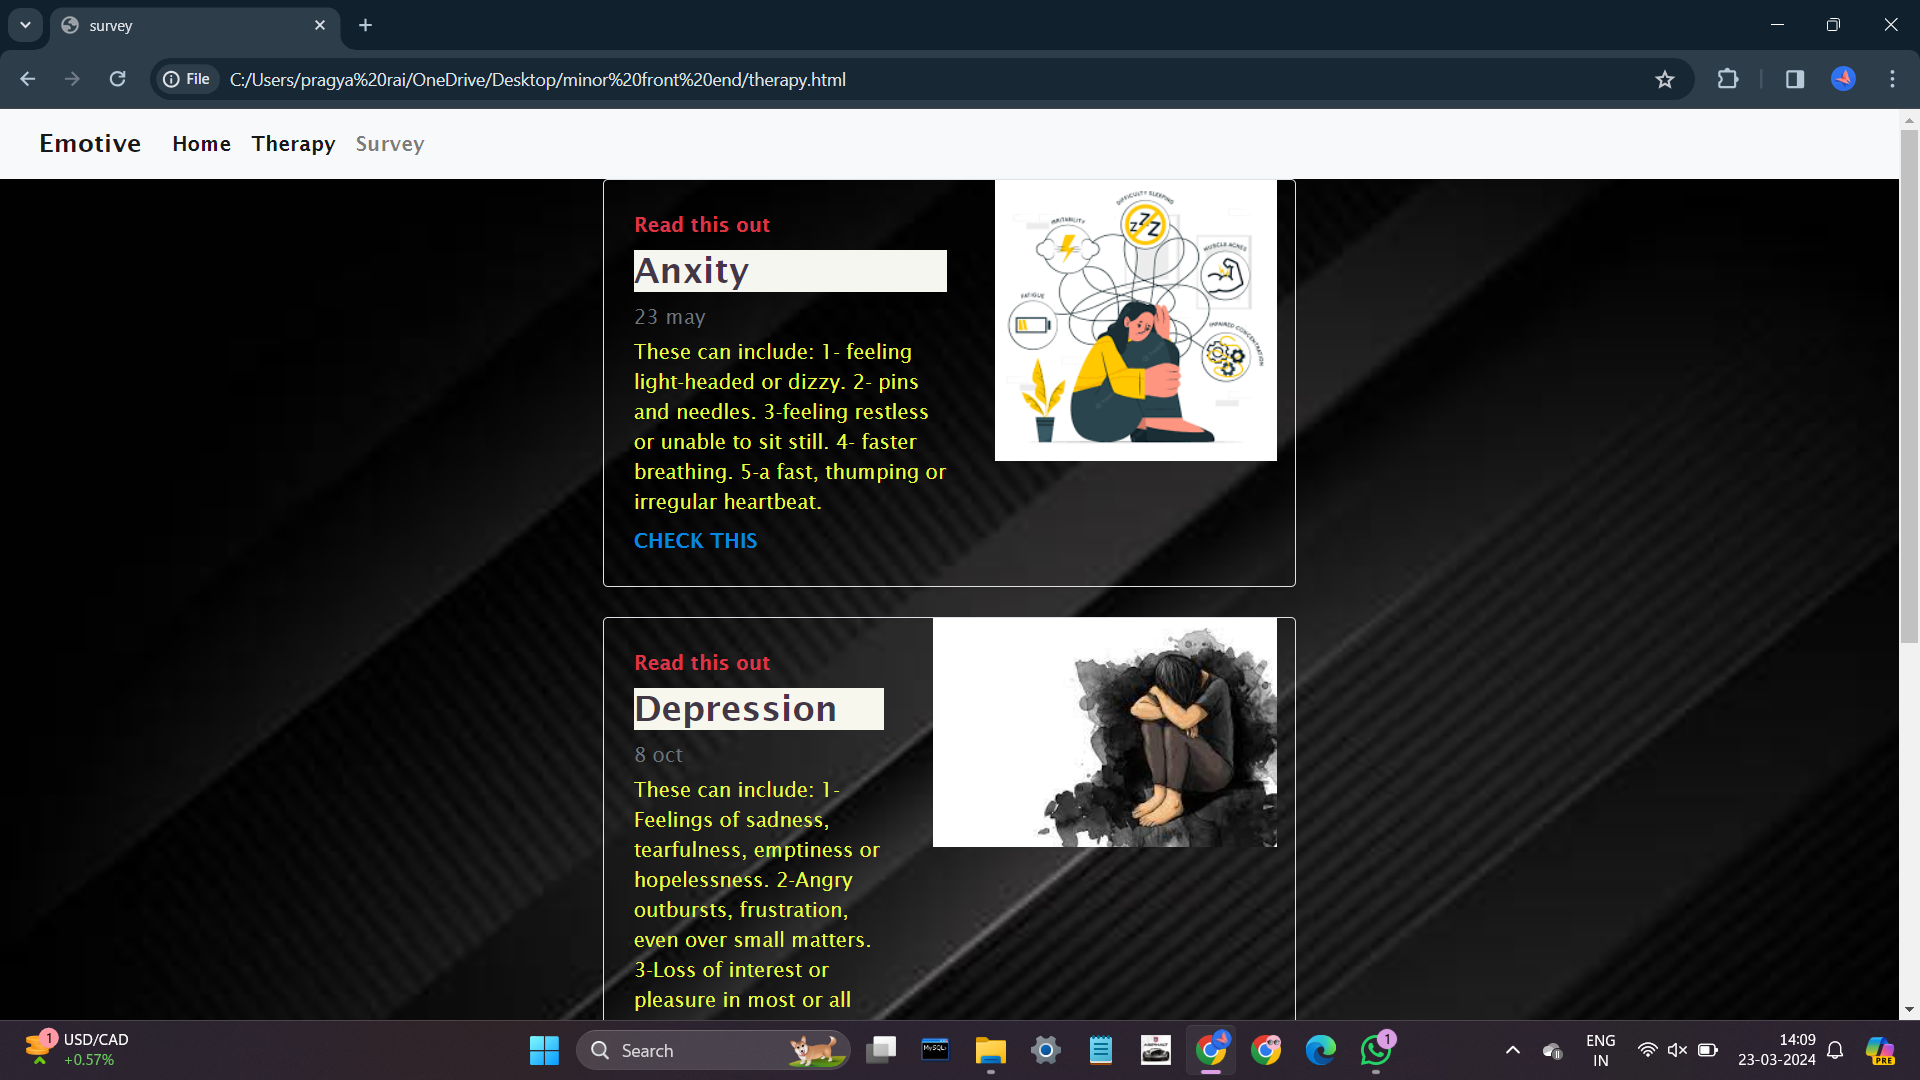 survey
File C:/Users/pragya%20rai/OneDrive/Desktop/minor%20front%20end/therapy.html
Emotive Home Therapy Survey
Read this out
Anxity
23 may
These can include: 1- feeling
light-headed or dizzy. 2- pins
and needles. 3-feeling restless
or unable to sit still. 4- faster
breathing. 5-a fast, thumping or
irregular heartbeat.
CHECK THIS
DIFFICULTY SLEEPING
IRRITABILITY
ZZZ
MUSCLE ACHES
FATIGUE
IMPAIRED CONCENTRATION
Read this out
Depression
8 oct
These can include: 1-
Feelings of sadness,
tearfulness, emptiness or
hopelessness. 2-Angry
outbursts, frustration,
even over small matters.
3-Loss of interest or
pleasure in most or all
1
USD/CAD
+0.57%
Search
MySQL
1
ENG
IN
14:09
23-03-2024
PRE